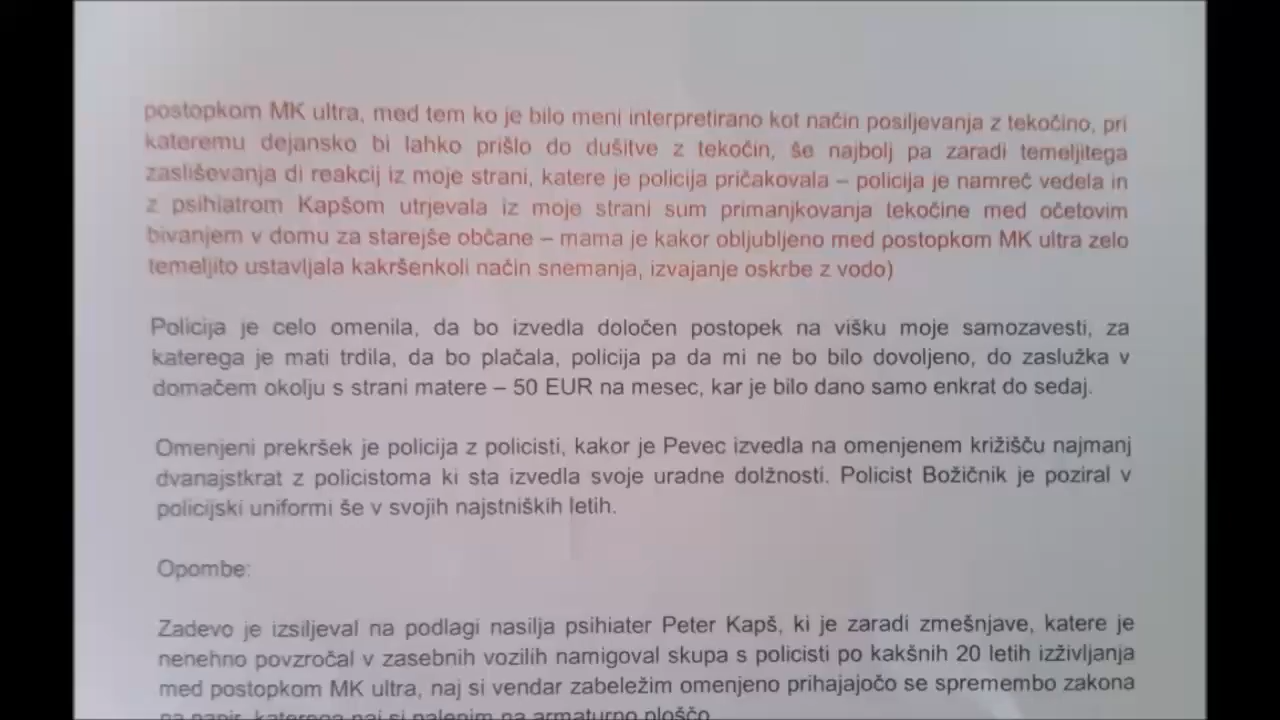 postopkom MK ultra, med tem ko je bilo meni interpretirano kot način posiljevanja z tekočino, pri
kateremu dejansko bi lahko prišlo do dušitve z tekočin, še najbolj pa zaradi temeljitega
zasliševanja di reakcij iz moje strani, katere je policija pričakovala – policija je namreč vedela in
z psihiatrom Kapšom utrjevala iz moje strani sum primanjkovanja tekočine med očetovim
bivanjem v domu za starejše občane – mama je kakor obljubljeno med postopkom MK ultra zelo
temeljito ustavljala kakršenkoli način snemanja, izvajanje oskrbe z vodo)
Policija je celo omenila, da bo izvedla določen postopek na višku moje samozavesti, za
katerega je mati trdila, da bo plačala, policija pa da mi ne bo bilo dovoljeno, do zaslužka v
domačem okolju s strani matere – 50 EUR na mesec, kar je bilo dano samo enkrat do sedaj.
Omenjeni prekršek je policija z policisti, kakor je Pevec izvedla na omenjenem križišču najmanj
dvanajstkrat z policistoma ki sta izvedla svoje uradne dolžnosti. Policist Božičnik je poziral v
policijski uniformi še v svojih najstniških letih.
Opombe:
Zadevo je izsiljeval na podlagi nasilja psihiater Peter Kapš, ki je zaradi zmešnjave, katere je
nenehno povzročal v zasebnih vozilih namigoval skupa s policisti po kakšnih 20 letih izživljanja
med postopkom MK ultra, naj si vendar zabeležim omenjeno prihajajočo se spremembo zakona
na papir, katerega naj si nalepim na armaturno ploščo